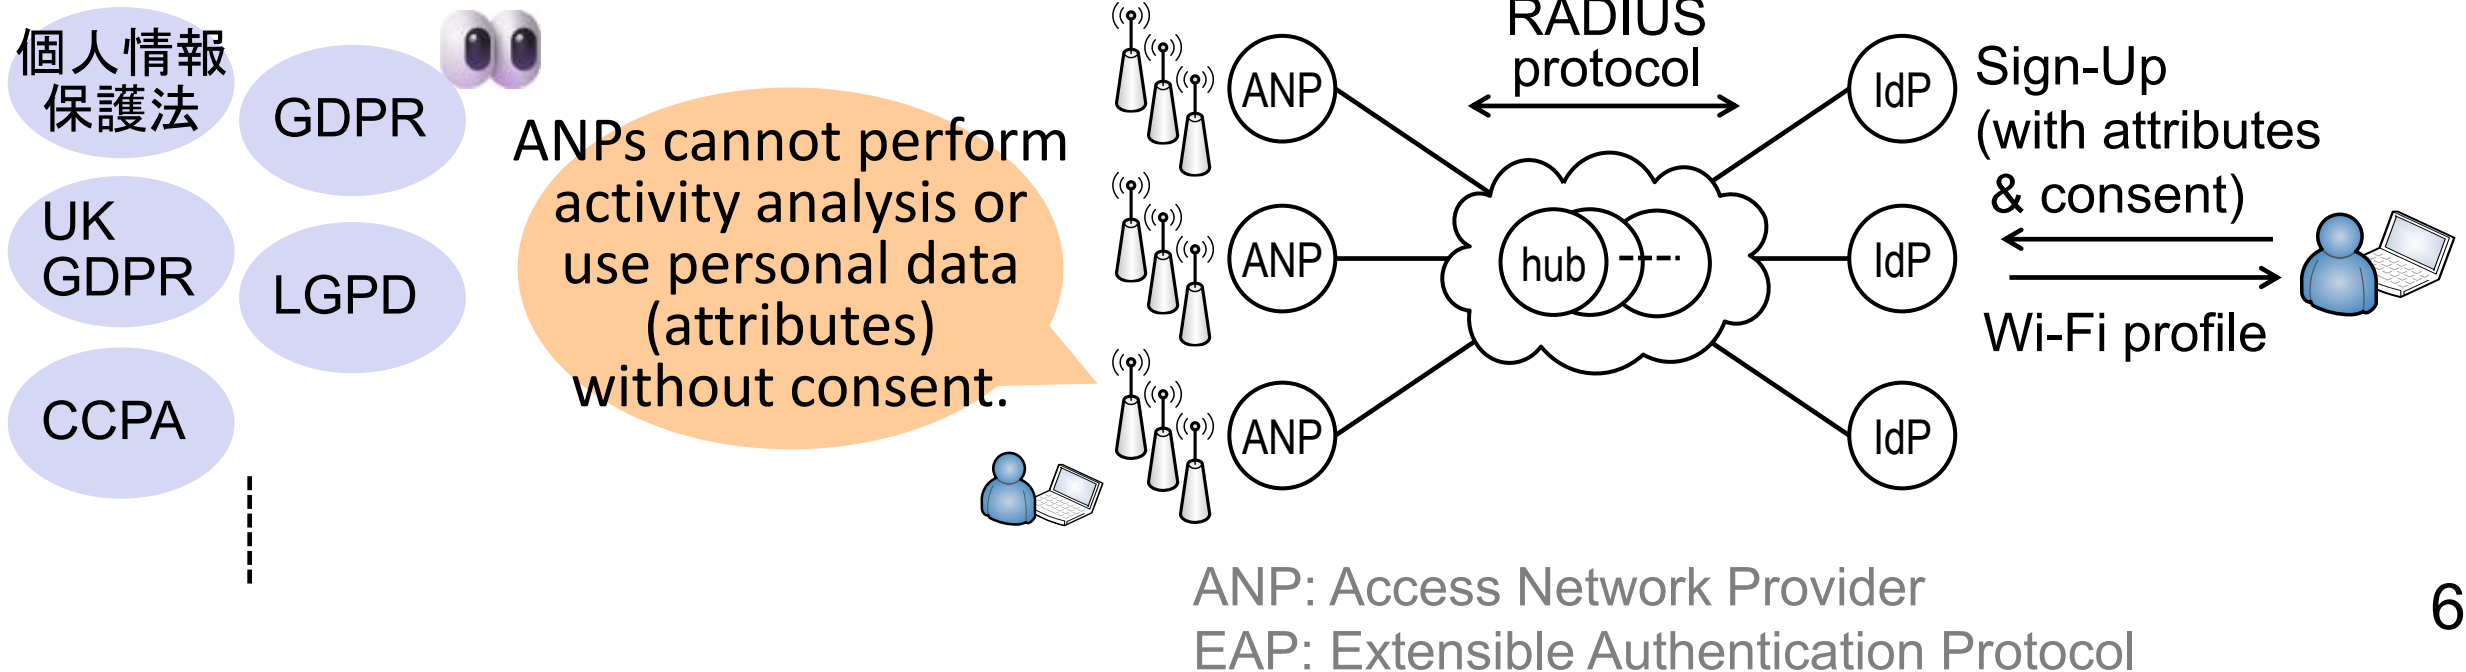 個人情報
保護法
GDPR
UK
GDPR
LGPD
CCPA
ANPs cannot perform
activity analysis or
use personal data
(attributes)
without consent.
RADIUS
protocol
ANP
ANP
ANP
hub
IdP
IdP
IdP
Sign-Up
(with attributes
& consent)
Wi-Fi profile
ANP: Access Network Provider
EAP: Extensible Authentication Protocol
6